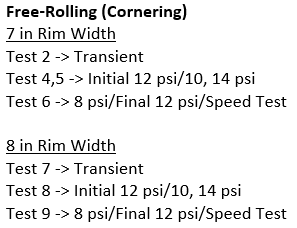 Free-Rolling (Cornering)
7 in Rim Width
Test 2 -> Transient
Test 4,5 -> Initial 12 psi/10, 14 psi
Test 6 -> 8 psi/Final 12 psi/Speed Test
8 in Rim Width
Test 7 -> Transient
Test 8 -> Initial 12 psi/10, 14 psi
Test 9 -> 8 psi/Final 12 psi/Speed Test